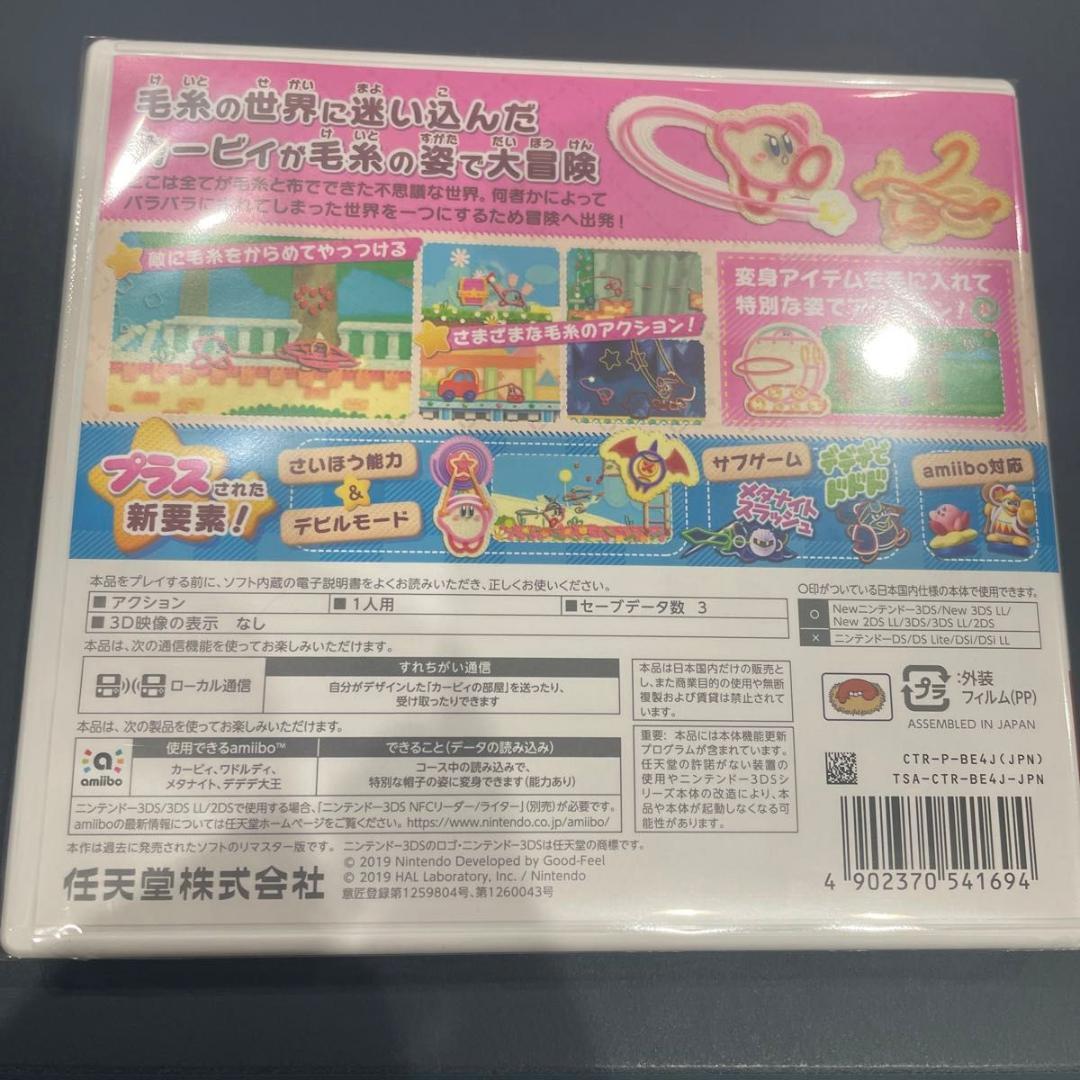 毛糸の世界に迷い込んだ
カービィが毛糸の姿で大冒険
ここは全てが毛糸と布でできた不思議な世界。何者かによって
バラバラにされてしまった世界を一つにするため冒険へ出発!
敵に毛糸をからめてやっつける
さまざまな毛糸のアクション!
変身アイテムを手に入れて
特別な姿で
プラスされた
新要素!
さいほう能力
&
デビルモード
サブゲーム
メタナイト
スラッシュ
デデデで
ドドド
amiibo対応
本品をプレイする前に、ソフト内蔵の電子説明書をよくお読みいただき、正しくお使いください。
■アクション ■1人用 ■セーブデータ数 3
■3D映像の表示 なし
○印がついている日本国内仕様の本体で使用できます。
○ Newニンテンドー3DS/New 3DS LL/
New 2DS LL/3DS/3DS LL/2DS
× ニンテンドーDS/DS Lite/DSi/DSi LL
本品は、次の通信機能を使ってお楽しみいただけます。
ローカル通信
すれちがい通信
自分がデザインした「カービィの部屋」を送ったり、
受け取ったりできます
本品は、次の製品を使ってお楽しみいただけます。
amiibo
使用できるamiibo™
カービィ、ワドルディ、
メタナイト、デデデ大王
できること(データの読み込み)
コース中の読み込みで、
特別な帽子の姿に変身できます(能力あり)
ニンテンドー3DS/3DS LL/2DSで使用する場合、「ニンテンドー3DS NFCリーダー/ライター」(別売)が必要です。
amiiboの最新情報については任天堂ホームページをご覧ください。https://www.nintendo.co.jp/amiibo/
本品は日本国内だけの販売と
し、また商業目的の使用や無断
複製および賃貸は禁止されて
います。
重要:本品には本体機能更新
プログラムが含まれています。
任天堂の許諾がない装置の
使用やニンテンドー3DSシ
リーズ本体の改造により、本
品や本体が起動しなくなる可
能性があります。
プラ
:外装
フィルム(PP)
ASSEMBLED IN JAPAN
CTR-P-BE4J(JPN)
TSA-CTR-BE4J-JPN
4 902370 541694
本作は過去に発売されたソフトのリマスター版です。 ニンテンドー3DSのロゴ・ニンテンドー3DSは任天堂の商標です。
任天堂株式会社
© 2019 Nintendo Developed by Good-Feel
© 2019 HAL Laboratory, Inc. / Nintendo
意匠登録第1259804号、第1260043号